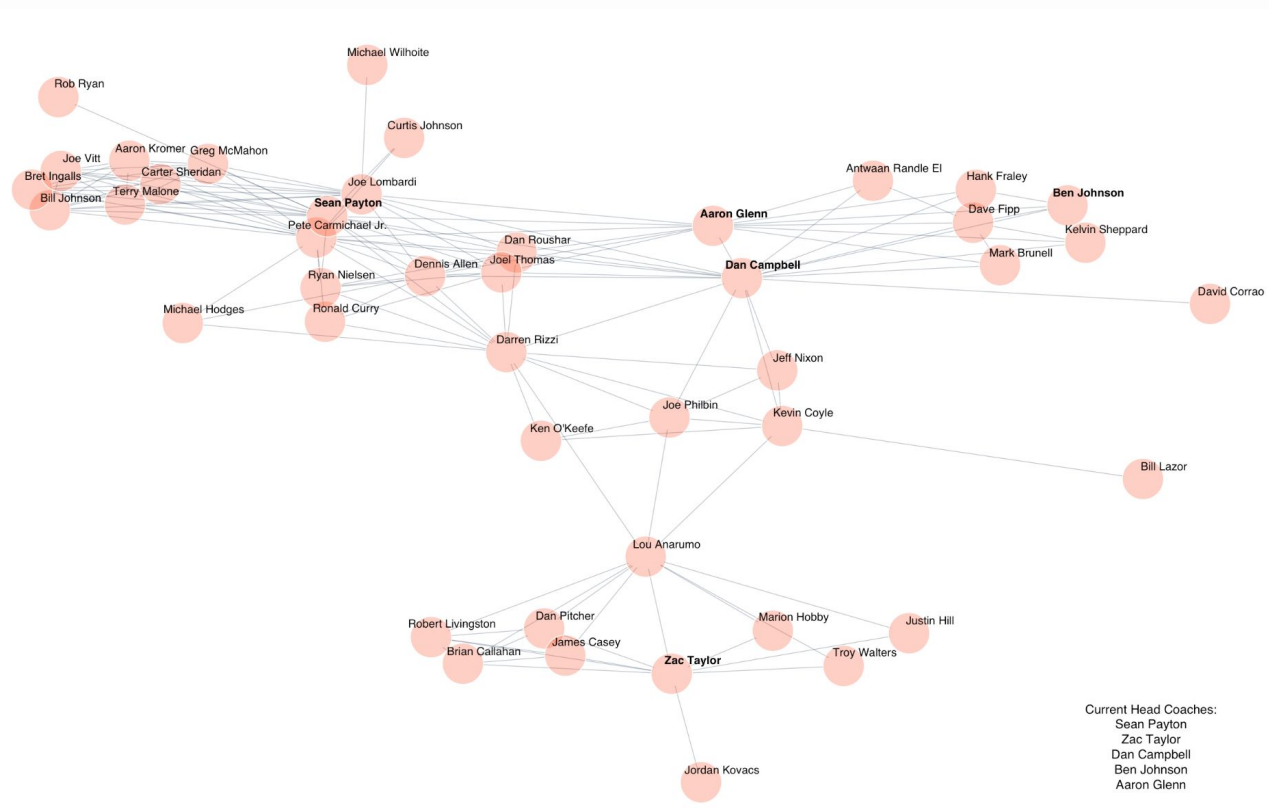 Michael Wilhoite
Rob Ryan
Curtis Johnson
Aaron Kromer
Greg McMahon
Joe Vitt
Carter Sheridan
Bret Ingalls
Terry Malone
Bill Johnson
Joe Lombardi
Sean Payton
Pete Carmichael Jr.
Antwaan Randle El
Hank Fraley
Ben Johnson
Aaron Glenn
Dave Fipp
Kelvin Sheppard
Dan Roushar
Mark Brunell
Joel Thomas
Dennis Allen
Dan Campbell
Ryan Nielsen
David Corrao
Michael Hodges
Ronald Curry
Darren Rizzi
Jeff Nixon
Joe Philbin
Kevin Coyle
Ken O'Keefe
Bill Lazor
Lou Anarumo
Robert Livingston
Dan Pitcher
Marion Hobby
Justin Hill
James Casey
Brian Callahan
Zac Taylor
Troy Walters
Jordan Kovacs
Current Head Coaches:
Sean Payton
Zac Taylor
Dan Campbell
Ben Johnson
Aaron Glenn